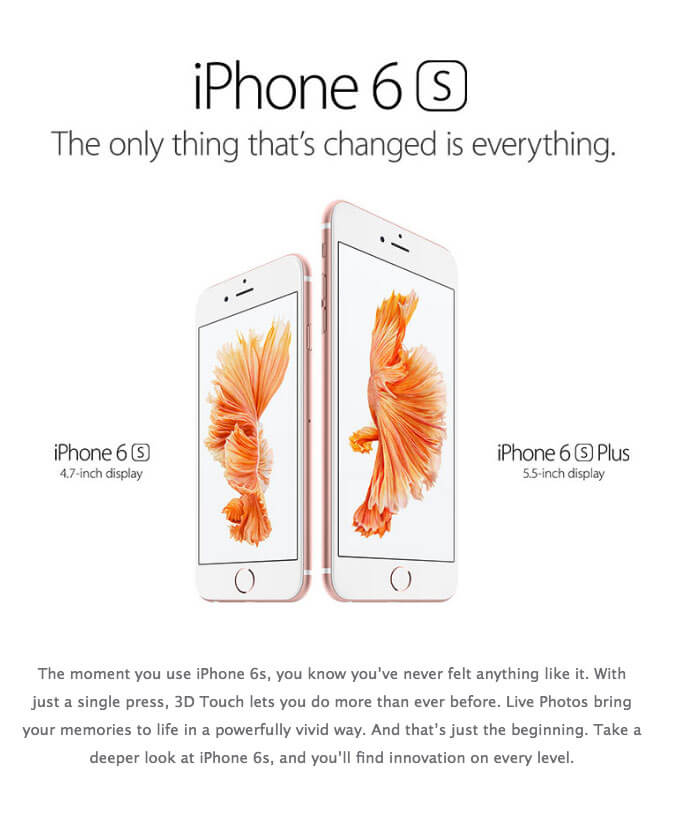 iPhone 6 S
The only thing that's changed is everything.
iPhone 6 S
4.7-inch display
iPhone 6 S Plus
5.5-inch display
The moment you use iPhone 6s, you know you've never felt anything like it. With
just a single press, 3D Touch lets you do more than ever before. Live Photos bring
your memories to life in a powerfully vivid way. And that's just the beginning. Take a
deeper look at iPhone 6s, and you'll find innovation on every level.